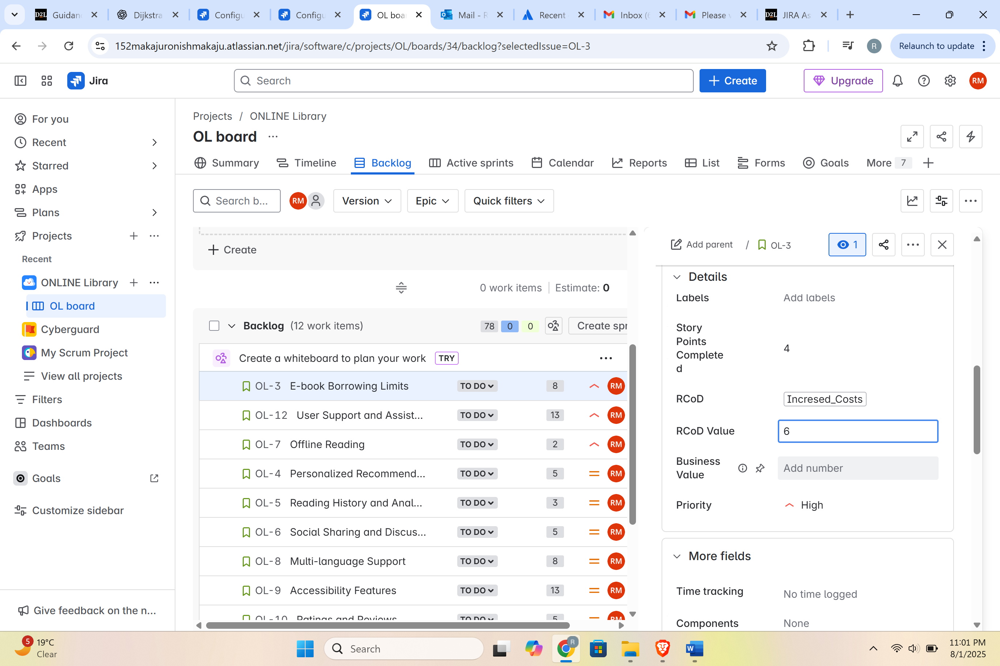 D2L Guidan
Dijkstra
Configu
Configu
OL boa
Mail - R
Recent
Inbox (6
Please v
D2L JIRA As
152makajuronishmakaju.atlassian.net/jira/software/c/projects/OL/boards/34/backlog?selectedIssue=OL-3
R
Relaunch to update
Jira
Search
Create
Upgrade
RM
For you
Recent
Starred
Apps
Plans
Projects
Recent
ONLINE Library
OL board
Cyberguard
My Scrum Project
View all projects
Filters
Dashboards
Teams
Goals
Customize sidebar
Give feedback on the n...
Projects / ONLINE Library
OL board
Summary Timeline Backlog Active sprints Calendar Reports List Forms Goals More 7
Search b... RM Version Epic Quick filters
Create
0 work items Estimate: 0
Backlog (12 work items) 78 0 0 Create spr
Create a whiteboard to plan your work TRY
OL-3 E-book Borrowing Limits TO DO 8 RM
OL-12 User Support and Assist... TO DO 13 RM
OL-7 Offline Reading TO DO 2 RM
OL-4 Personalized Recommend... TO DO 5 RM
OL-5 Reading History and Anal... TO DO 3 RM
OL-6 Social Sharing and Discus... TO DO 5 RM
OL-8 Multi-language Support TO DO 8 RM
OL-9 Accessibility Features TO DO 13 RM
OL-10 Ratings and Reviews TO DO 5 RM
Add parent / OL-3
1
Details
Labels Add labels
Story
Points
Complete
d
4
RCoD Incresed_Costs
RCoD Value 6
Business
Value
Add number
Priority High
More fields
Time tracking No time logged
Components None
5
19°C
Clear
Search
R
W
11:01 PM
8/1/2025